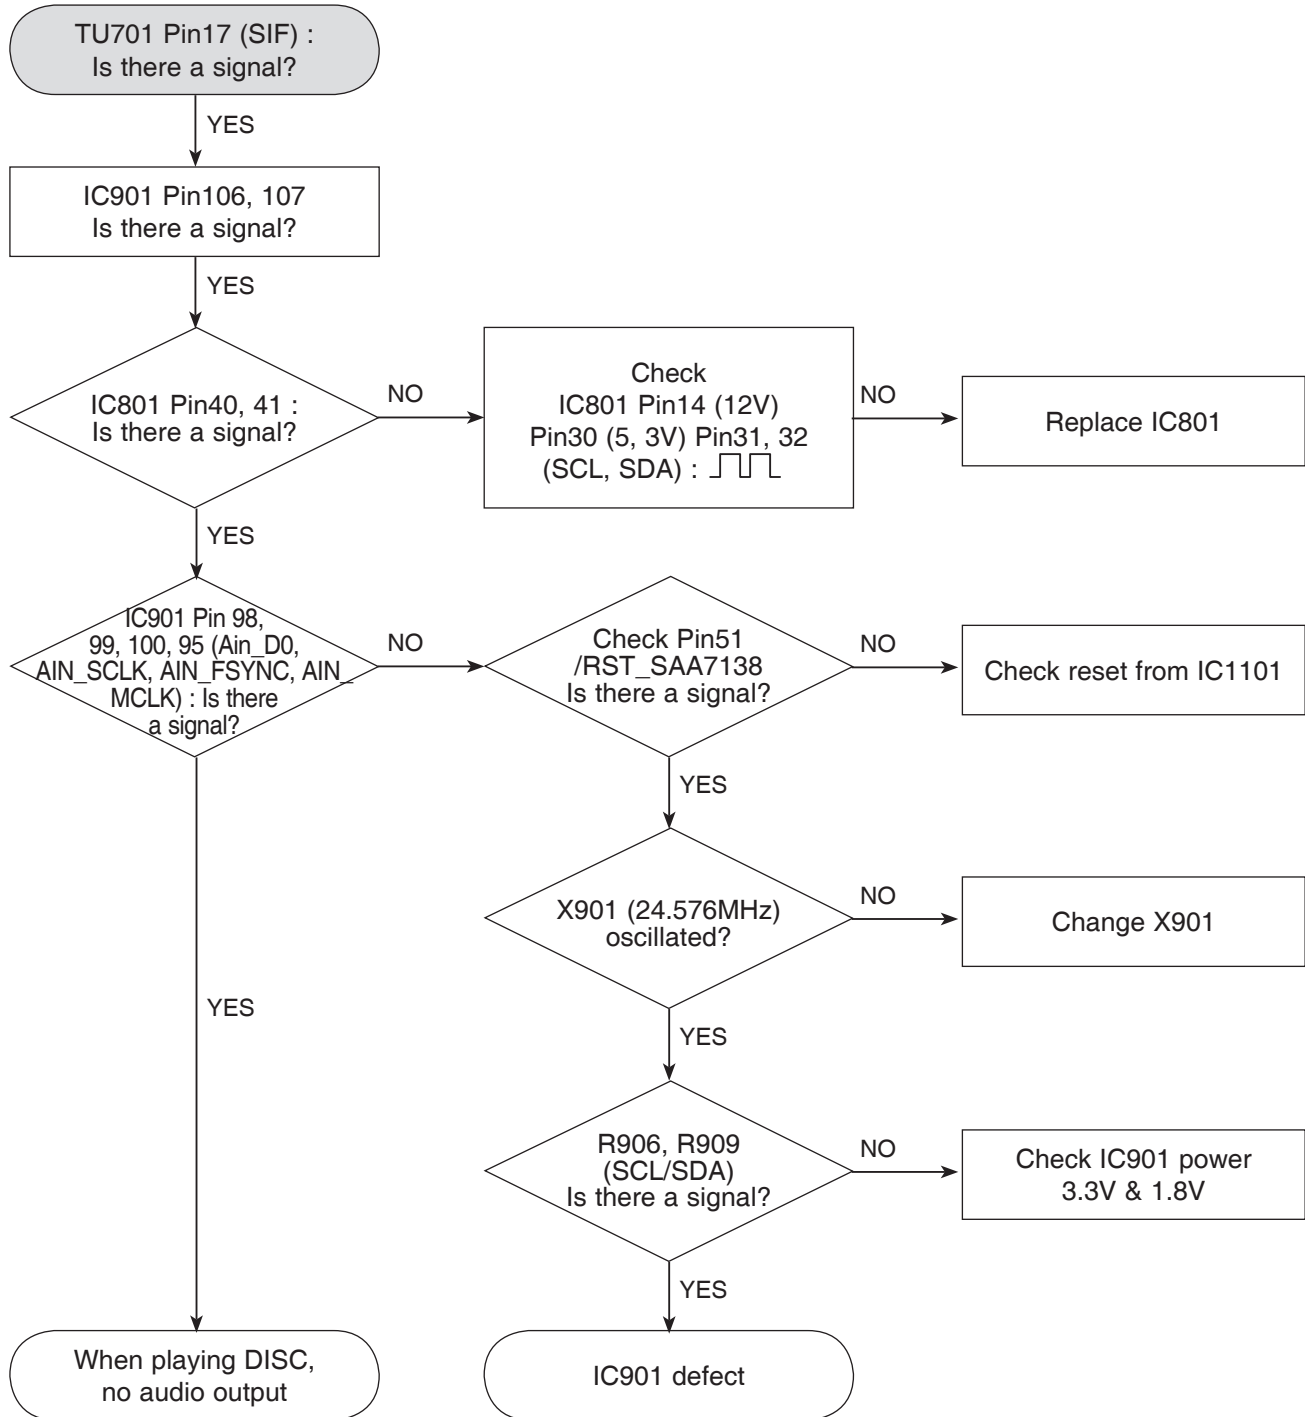 TU701 Pin17 (SIF) :
Is there a signal?
YES
IC901 Pin106, 107
Is there a signal?
YES
IC801 Pin40, 41 :
Is there a signal?
NO
Check
IC801 Pin14 (12V)
Pin30 (5, 3V) Pin31, 32
(SCL, SDA) :
NO
Replace IC801
YES
IC901 Pin 98,
99, 100, 95 (Ain_D0,
AIN_SCLK, AIN_FSYNC, AIN_
MCLK) : Is there
a signal?
NO
Check Pin51
/RST_SAA7138
Is there a signal?
NO
Check reset from IC1101
YES
X901 (24.576MHz)
oscillated?
NO
Change X901
YES
YES
R906, R909
(SCL/SDA)
Is there a signal?
NO
Check IC901 power
3.3V & 1.8V
YES
When playing DISC,
no audio output
IC901 defect